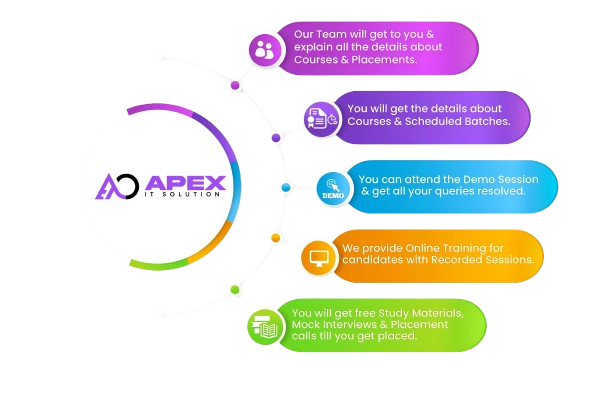 Our Team will get to you &
explain all the details about
Courses & Placements.
You will get the details about
Courses & Scheduled Batches.
APEX
IT SOLUTION
DEMO
You can attend the Demo Session
& get all your queries resolved.
We provide Online Training for
candidates with Recorded Sessions.
You will get free Study Materials,
Mock Interviews & Placement
calls till you get placed.